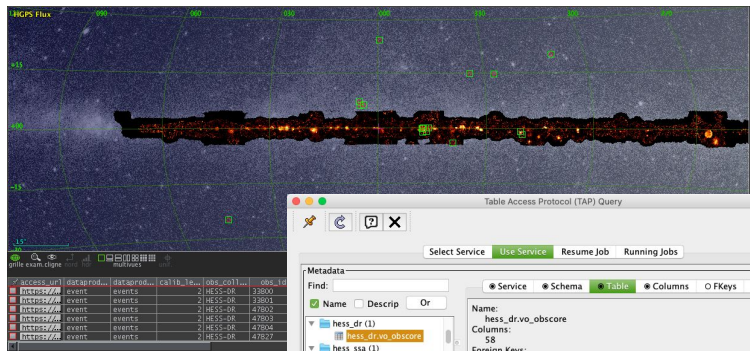 HGPS Flux
090
060
030
000
330
+15
+00
-15
15°
grille exam.cligne
multivues
access_url dataprod... dataprod... calib_le... obs_coll... obs_id
https://… event events 2 HESS-DR 33800
https://… event events 2 HESS-DR 33801
https://… event events 2 HESS-DR 47802
https://… event events 2 HESS-DR 47803
https://… event events 2 HESS-DR 47804
https://… event events 2 HESS-DR 47827
Table Access Protocol (TAP) Query
Select Service Use Service Resume Job Running Jobs
Metadata
Find:
Name Descrip Or
Service Schema Table Columns FKeys
hess_dr (1)
hess_dr.vo_obscore
hess_ssa (1)
Name:
hess_dr.vo_obscore
Columns:
58
Foreign Keys: